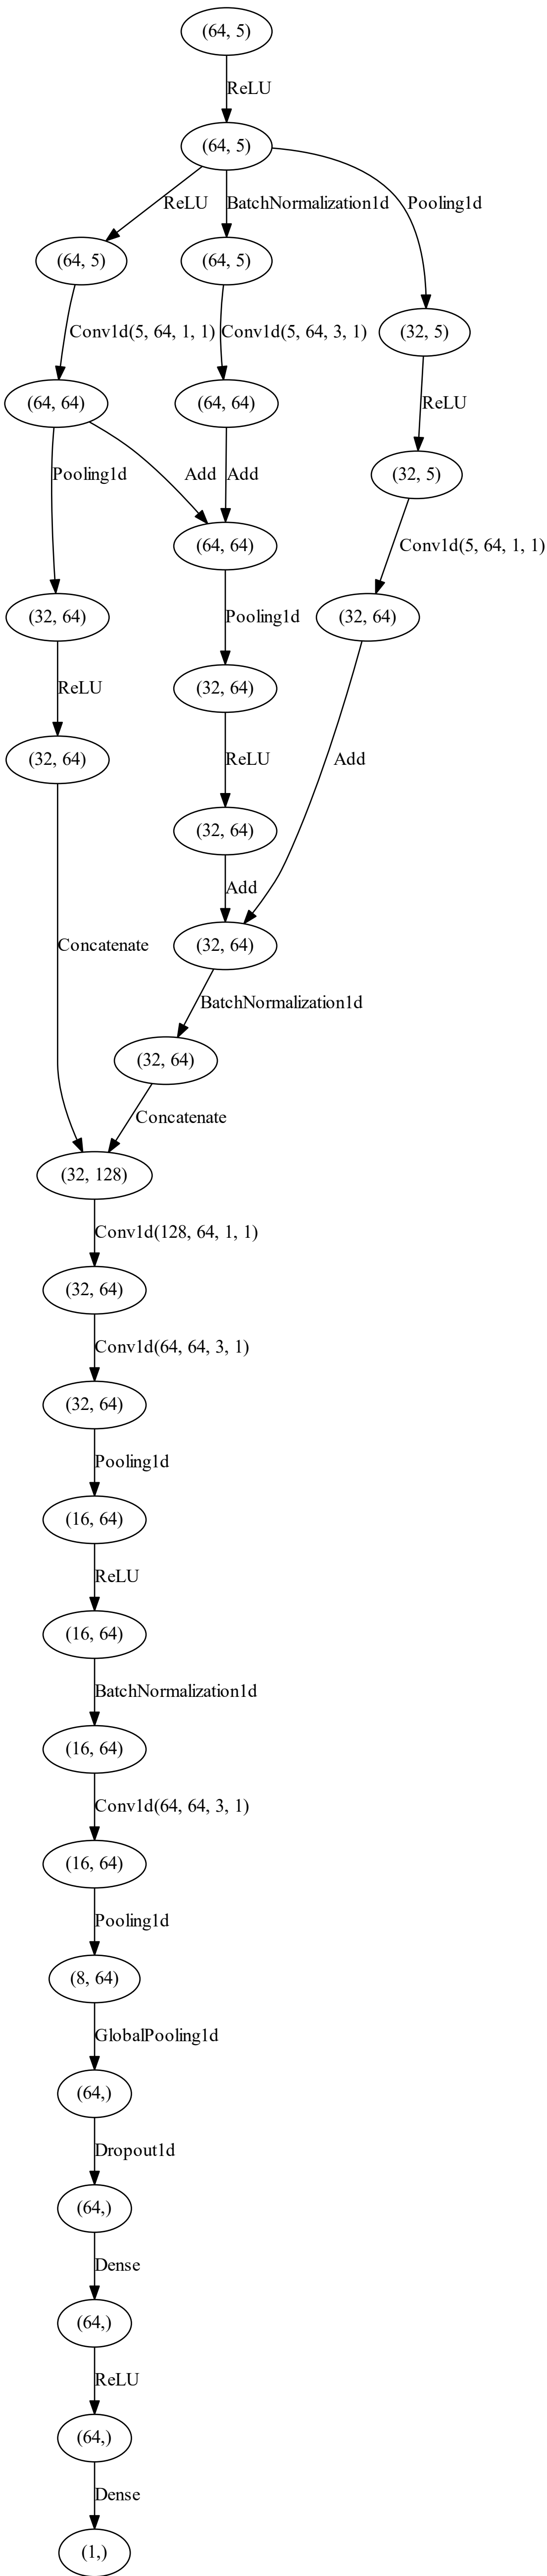 (64, 5)
ReLU
(64, 5)
ReLU BatchNormalization1d Pooling1d
(64, 5) (64, 5)
(32, 5)
Conv1d(5, 64, 1, 1) Conv1d(5, 64, 3, 1)
(64, 64) (64, 64) ReLU
Pooling1d Add Add (32, 5)
(64, 64) Conv1d(5, 64, 1, 1)
(32, 64) Pooling1d (32, 64)
ReLU (32, 64)
(32, 64) ReLU Add
(32, 64)
Add
Concatenate (32, 64)
BatchNormalization1d
(32, 64)
Concatenate
(32, 128)
Conv1d(128, 64, 1, 1)
(32, 64)
Conv1d(64, 64, 3, 1)
(32, 64)
Pooling1d
(16, 64)
ReLU
(16, 64)
BatchNormalization1d
(16, 64)
Conv1d(64, 64, 3, 1)
(16, 64)
Pooling1d
(8, 64)
GlobalPooling1d
(64,)
Dropout1d
(64,)
Dense
(64,)
ReLU
(64,)
Dense
(1,)